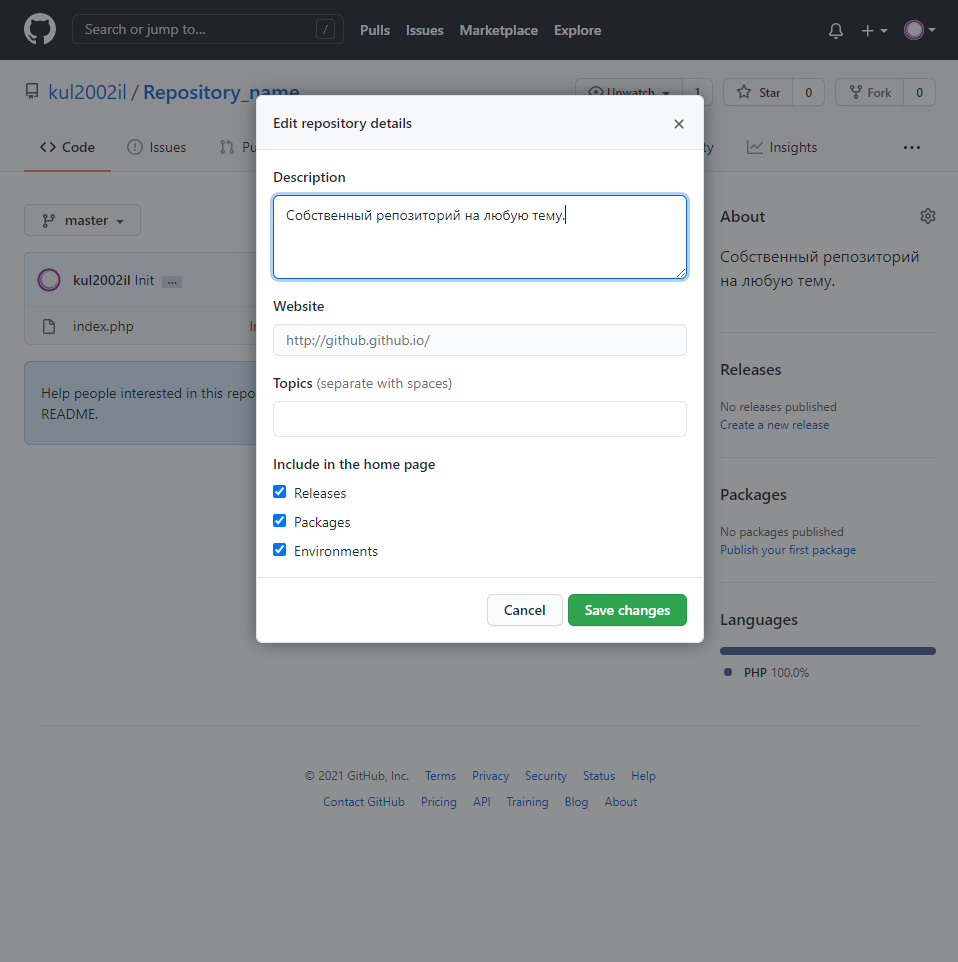 Search or jump to... /
Pulls Issues Marketplace Explore
kul2002il / Repository_name
Unwatch 1 Star 0 Fork 0
Code Issues Pu ty Insights
Edit repository details
Description
Собственный репозиторий на любую тему.
Website
http://github.github.io/
Topics (separate with spaces)
Include in the home page
Releases
Packages
Environments
Cancel Save changes
master
kul2002il Init ...
index.php
Help people interested in this repo
README.
About
Собственный репозиторий
на любую тему.
Releases
No releases published
Create a new release
Packages
No packages published
Publish your first package
Languages
PHP 100.0%
© 2021 GitHub, Inc. Terms Privacy Security Status Help
Contact GitHub Pricing API Training Blog About